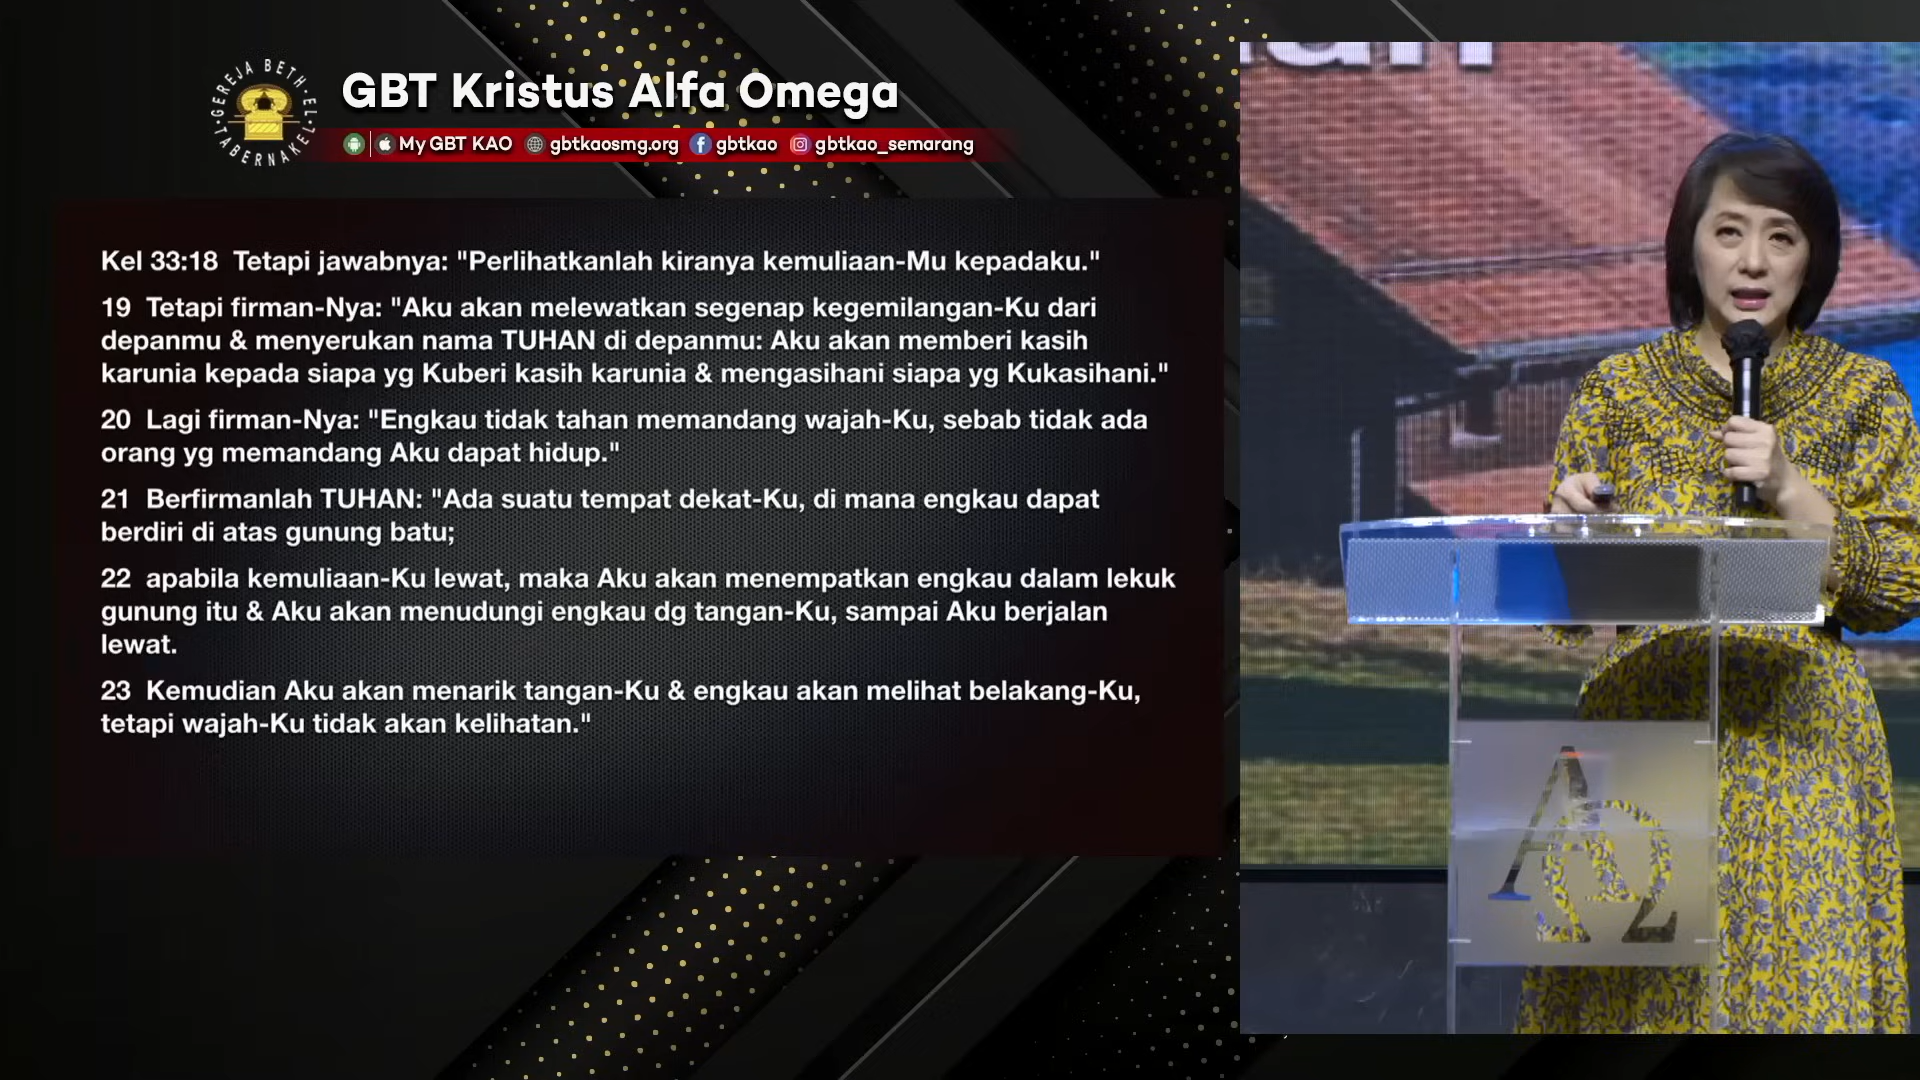 GEREJA BETH-EL TABERNAKEL
GBT Kristus Alfa Omega
My GBT KAO gbtkaosmg.org gbtkao gbtkao_semarang
Kel 33:18 Tetapi jawabnya: "Perlihatkanlah kiranya kemuliaan-Mu kepadaku."
19 Tetapi firman-Nya: "Aku akan melewatkan segenap kegemilangan-Ku dari
depanmu & menyerukan nama TUHAN di depanmu: Aku akan memberi kasih
karunia kepada siapa yg Kuberi kasih karunia & mengasihani siapa yg Kukasihani."
20 Lagi firman-Nya: "Engkau tidak tahan memandang wajah-Ku, sebab tidak ada
orang yg memandang Aku dapat hidup."
21 Berfirmanlah TUHAN: "Ada suatu tempat dekat-Ku, di mana engkau dapat
berdiri di atas gunung batu;
22 apabila kemuliaan-Ku lewat, maka Aku akan menempatkan engkau dalam lekuk
gunung itu & Aku akan menudungi engkau dg tangan-Ku, sampai Aku berjalan
lewat.
23 Kemudian Aku akan menarik tangan-Ku & engkau akan melihat belakang-Ku,
tetapi wajah-Ku tidak akan kelihatan."
ΑΩ